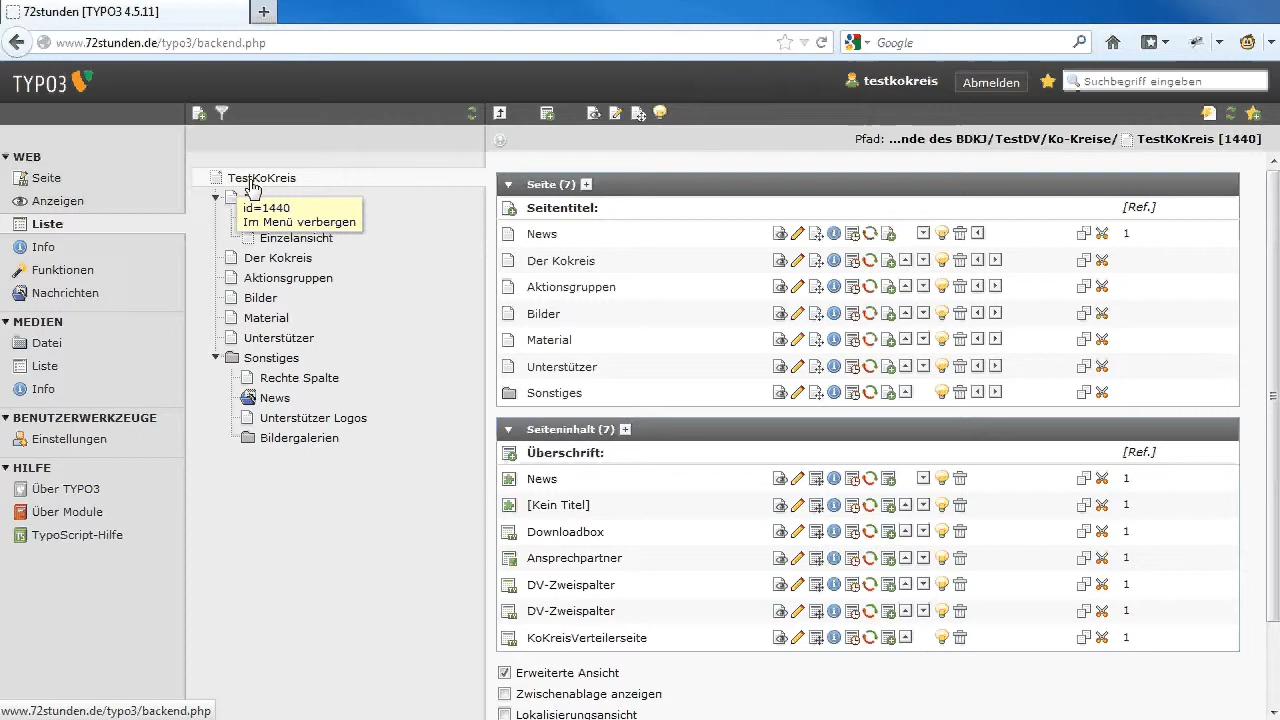 72stunden [TYPO3 4.5.11]
www.72stunden.de/typo3/backend.php
Google
TYPO3
testkokreis
Abmelden
Suchbegriff eingeben
Pfad: ...nde des BDKJ/TestDV/Ko-Kreise/ TestKoKreis [1440]
WEB
Seite
Anzeigen
Liste
Info
Funktionen
Nachrichten
MEDIEN
Datei
Liste
Info
BENUTZERWERKZEUGE
Einstellungen
HILFE
Über TYPO3
Über Module
TypoScript-Hilfe
TestKoKreis
id=1440
Im Menü verbergen
Einzelansicht
Der Kokreis
Aktionsgruppen
Bilder
Material
Unterstützer
Sonstiges
Rechte Spalte
News
Unterstützer Logos
Bildergalerien
Seite (7)
Seitentitel: [Ref.]
News 1
Der Kokreis
Aktionsgruppen
Bilder
Material
Unterstützer
Sonstiges
Seiteninhalt (7)
Überschrift: [Ref.]
News 1
[Kein Titel] 1
Downloadbox 1
Ansprechpartner 1
DV-Zweispalter 1
DV-Zweispalter 1
KoKreisVerteilerseite 1
Erweiterte Ansicht
Zwischenablage anzeigen
Lokalisierungsansicht
www.72stunden.de/typo3/backend.php